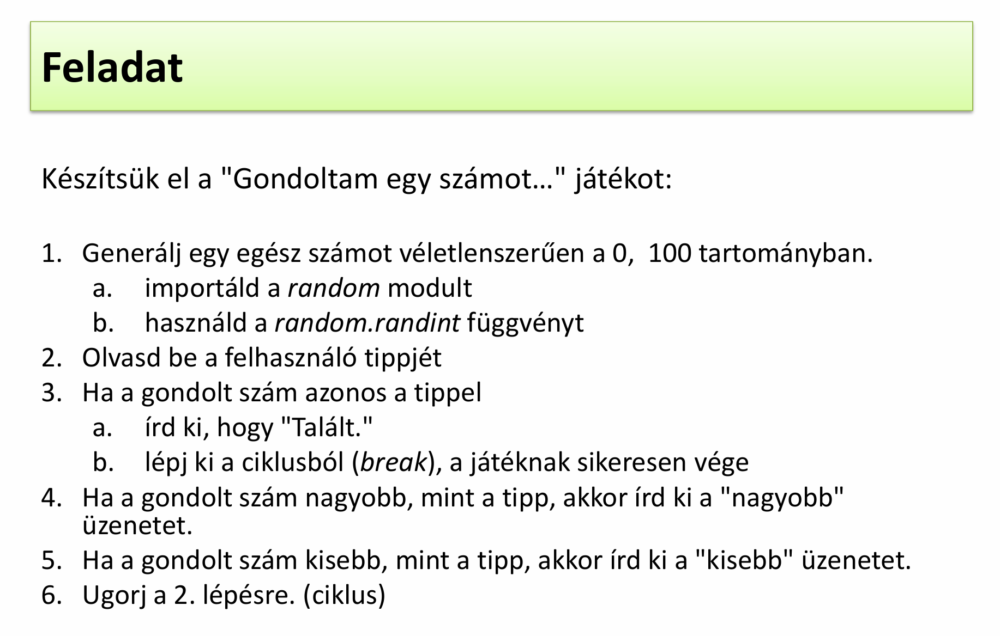 Feladat
Készítsük el a "Gondoltam egy számot…" játékot:
1. Generálj egy egész számot véletlenszerűen a 0,  100 tartományban.
a. importáld a random modult
b. használd a random.randint függvényt
2. Olvasd be a felhasználó tippjét
3. Ha a gondolt szám azonos a tippel
a. írd ki, hogy "Talált."
b. lépj ki a ciklusból (break), a játéknak sikeresen vége
4. Ha a gondolt szám nagyobb, mint a tipp, akkor írd ki a "nagyobb"
üzenetet.
5. Ha a gondolt szám kisebb, mint a tipp, akkor írd ki a "kisebb" üzenetet.
6. Ugorj a 2. lépésre. (ciklus)